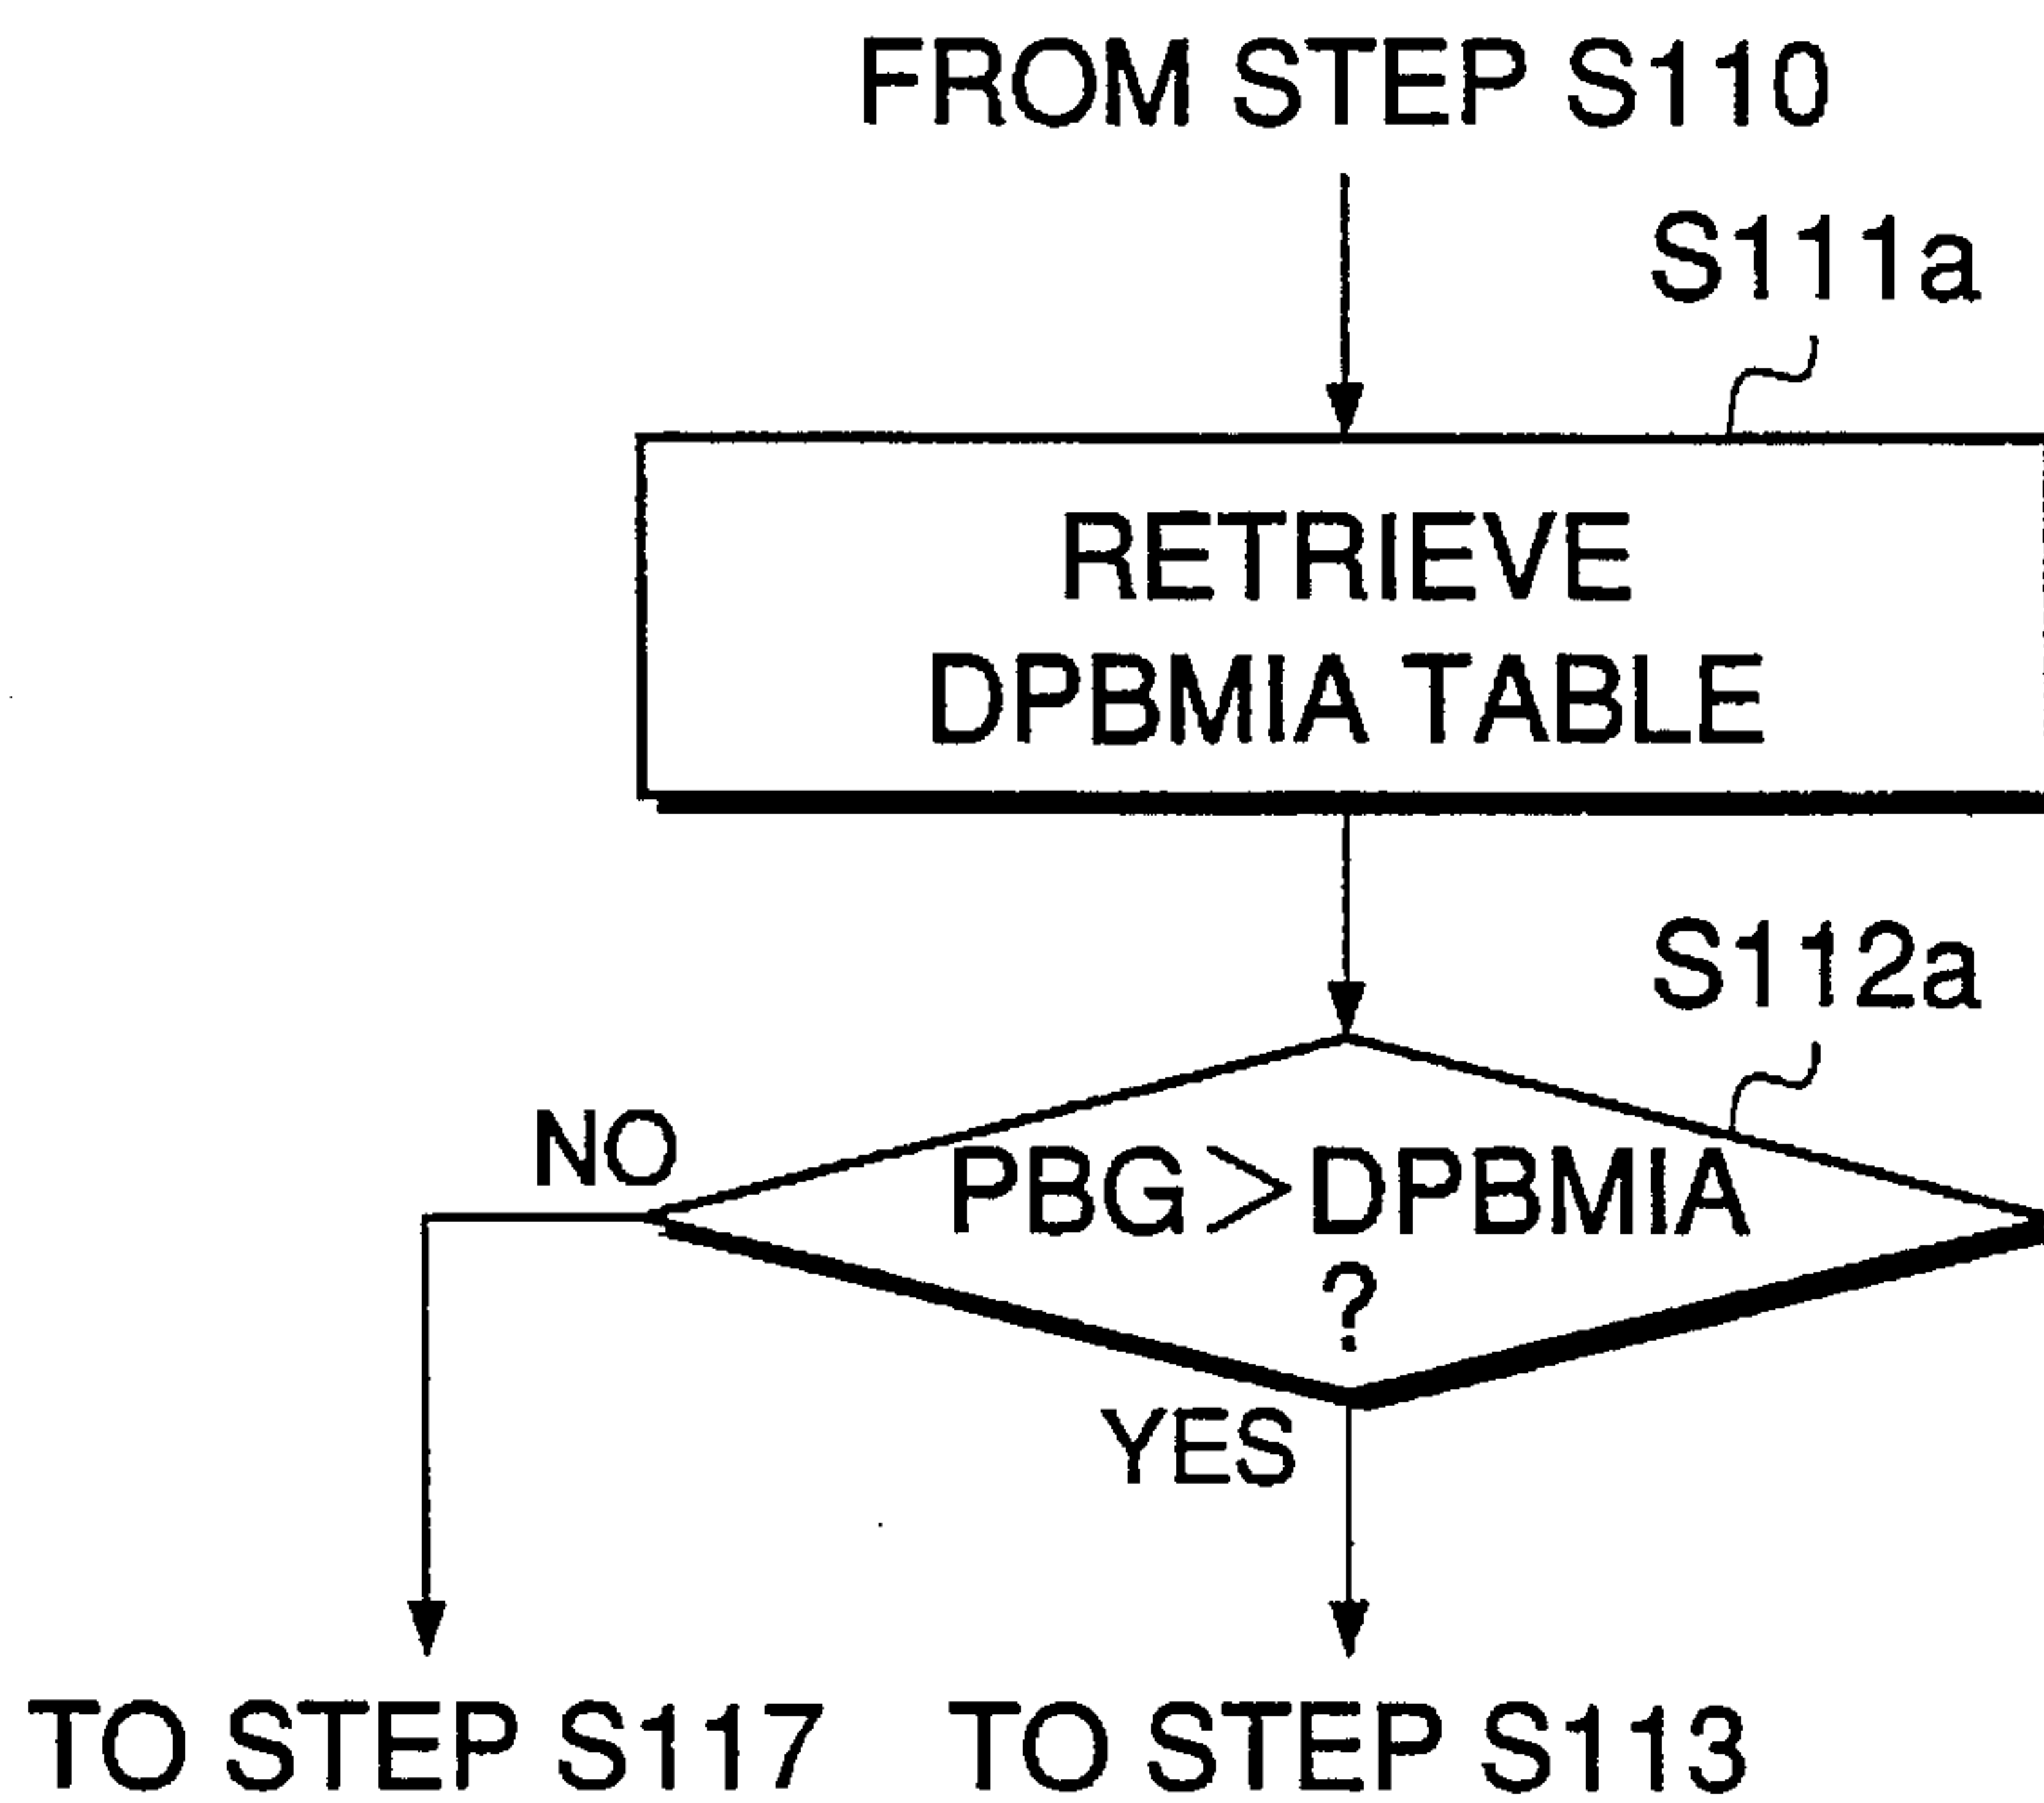 FROM STEP S110
S111a
RETRIEVE
DPBMIA TABLE
S112a
NO
PBG>DPBMIA
?
YES
TO STEP S117
TO STEP S113